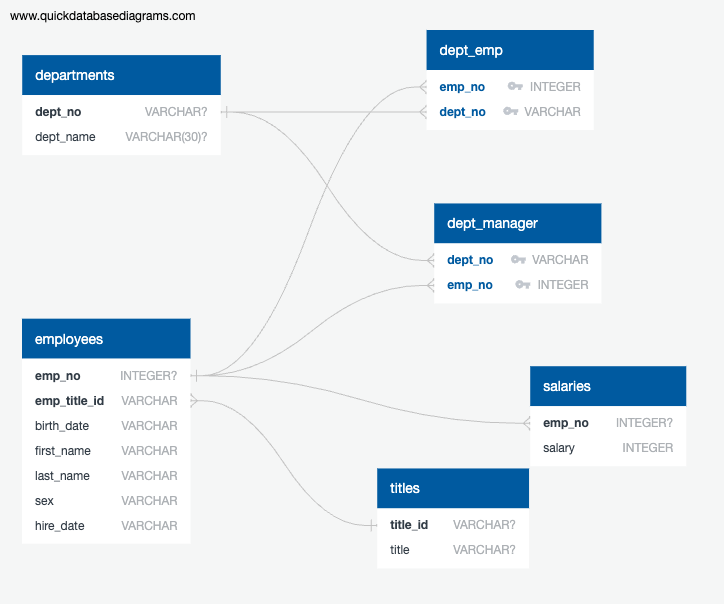 www.quickdatabasediagrams.com
departments
dept_no VARCHAR?
dept_name VARCHAR(30)?
dept_emp
emp_no INTEGER
dept_no VARCHAR
dept_manager
dept_no VARCHAR
emp_no INTEGER
employees
emp_no INTEGER?
emp_title_id VARCHAR
birth_date VARCHAR
first_name VARCHAR
last_name VARCHAR
sex VARCHAR
hire_date VARCHAR
salaries
emp_no INTEGER?
salary INTEGER
titles
title_id VARCHAR?
title VARCHAR?